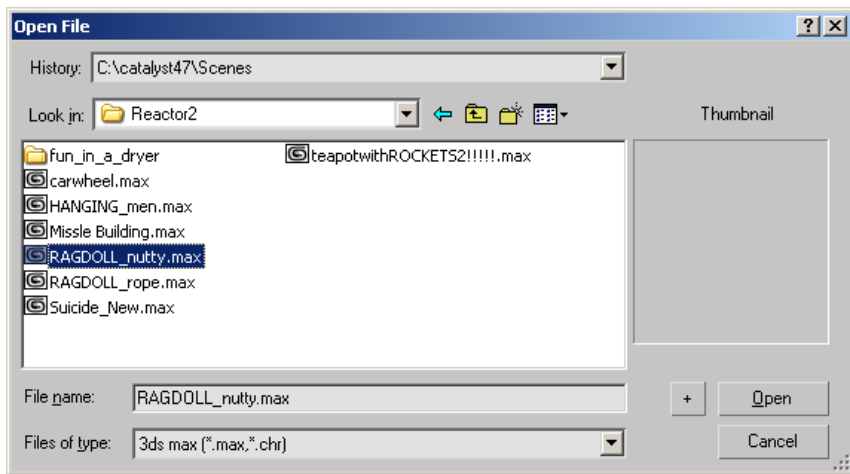 Open File
History: C:\catalyst47\Scenes
Look in: Reactor2
Thumbnail
fun_in_a_dryer
carwheel.max
HANGING_men.max
Missle Building.max
RAGDOLL_nutty.max
RAGDOLL_rope.max
Suicide_New.max
teapotwithROCKETS2!!!!!.max
File name: RAGDOLL_nutty.max
+ Open
Files of type: 3ds max (*.max,*.chr)
Cancel